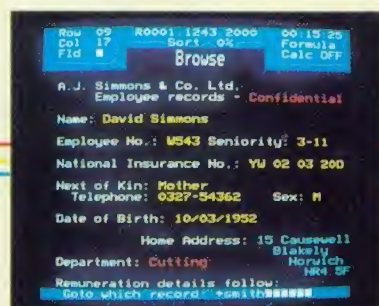 Row 09 R0001 1243 2000 00:15:25
Col 17 Sort 0% Formula
Fld Browse Calc OFF
A.J. Simmons & Co. Ltd.
Employee records - Confidential
Name: David Simmons
Employee No.: W543 Seniority: 3-11
National Insurance No.: YW 02 03 20D
Next of Kin: Mother
Telephone: 0327-54362 Sex: M
Date of Birth: 10/03/1952
Home Address: 15 Causewell
Blakely
Norwich
NR4 5F
Department: Cutting
Remuneration details follow:
Goto which record: +smith